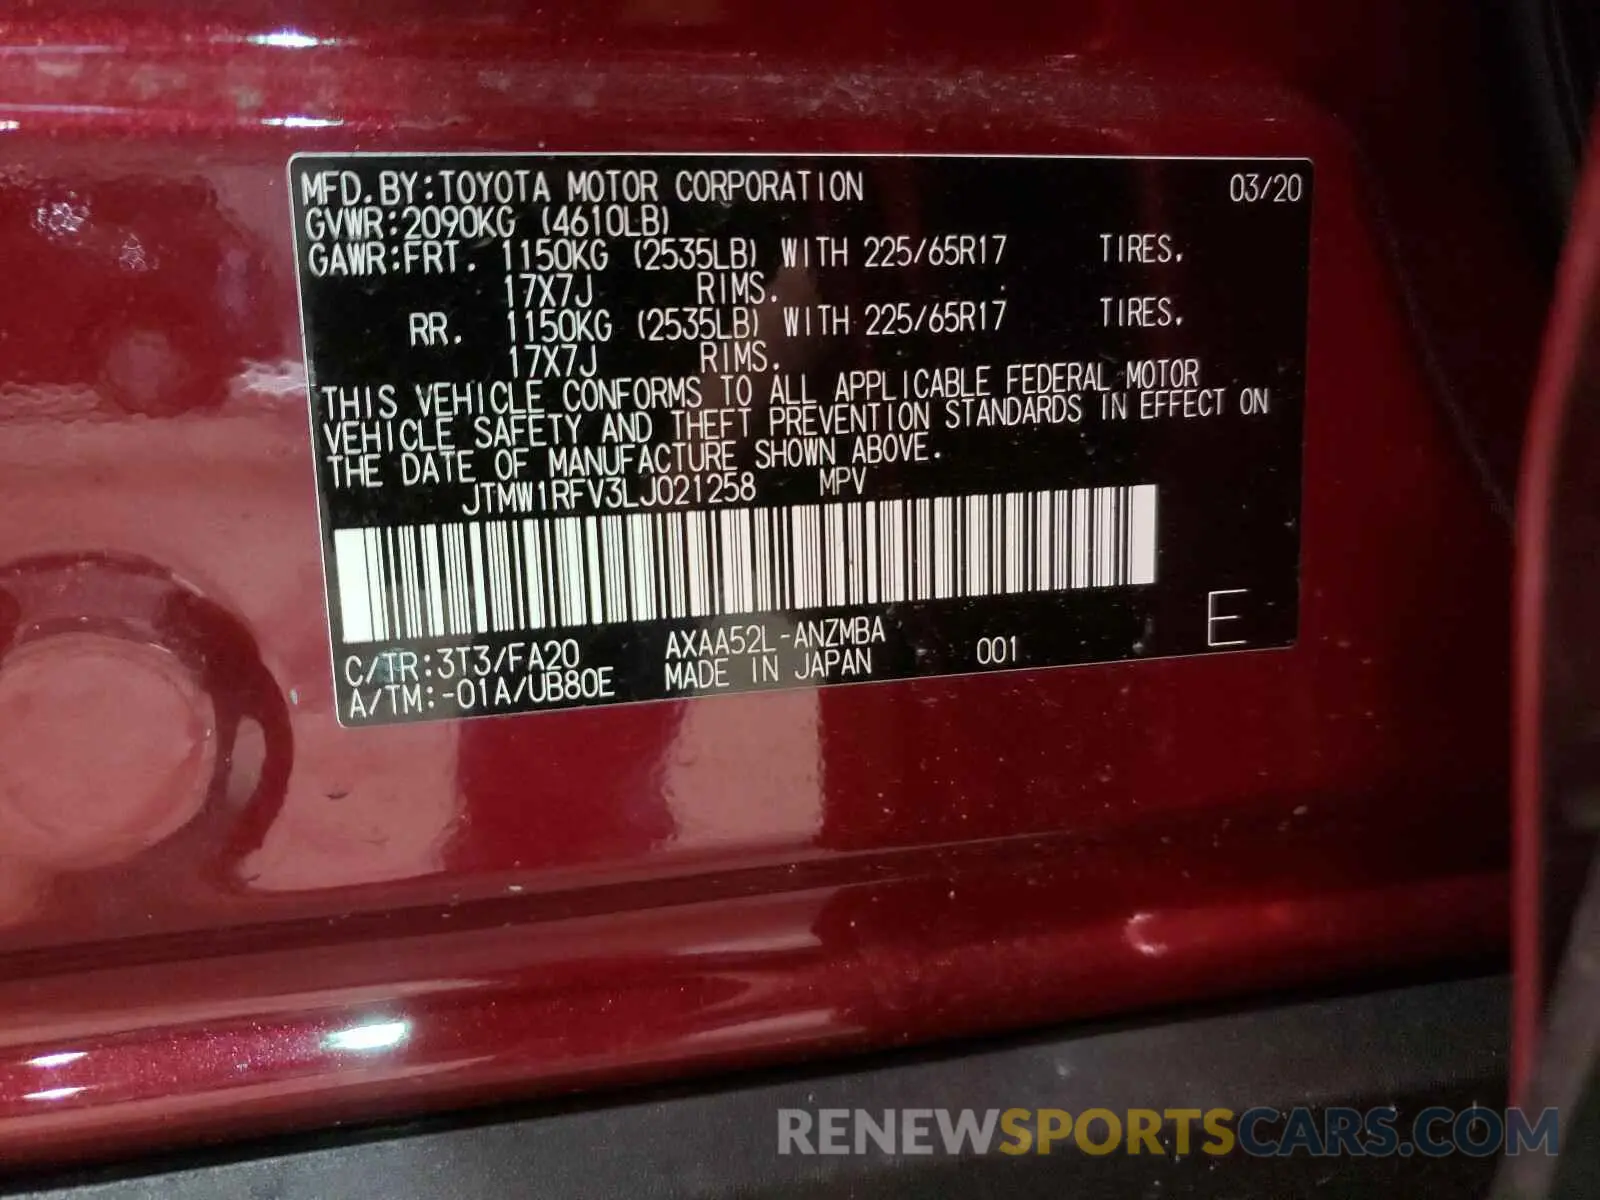 MFD.BY:TOYOTA MOTOR CORPORATION 03/20
GVWR:2090KG (4610LB)
GAWR:FRT. 1150KG (2535LB) WITH 225/65R17 TIRES.
17X7J RIMS.
RR. 1150KG (2535LB) WITH 225/65R17 TIRES.
17X7J RIMS.
THIS VEHICLE CONFORMS TO ALL APPLICABLE FEDERAL MOTOR
VEHICLE SAFETY AND THEFT PREVENTION STANDARDS IN EFFECT ON
THE DATE OF MANUFACTURE SHOWN ABOVE.
JTMW1RFV3LJ021258 MPV
C/TR:3T3/FA20 AXAA52L-ANZMBA
A/TM:-01A/UB80E MADE IN JAPAN 001 E
RENEWSPORTSCARS.COM